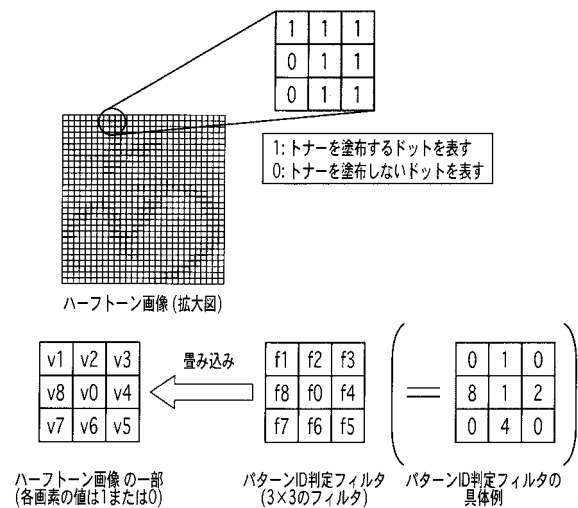 1 1 1
0 1 1
0 1 1
1: トナーを塗布するドットを表す
0: トナーを塗布しないドットを表す
ハーフトーン画像 (拡大図)
v1 v2 v3
v8 v0 v4
v7 v6 v5
畳み込み
f1 f2 f3
f8 f0 f4
f7 f6 f5
=
0 1 0
8 1 2
0 4 0
ハーフトーン画像 の一部
(各画素の値は1または0)
パターンID判定フィルタ
(3×3のフィルタ)
パターンID判定フィルタの
具体例